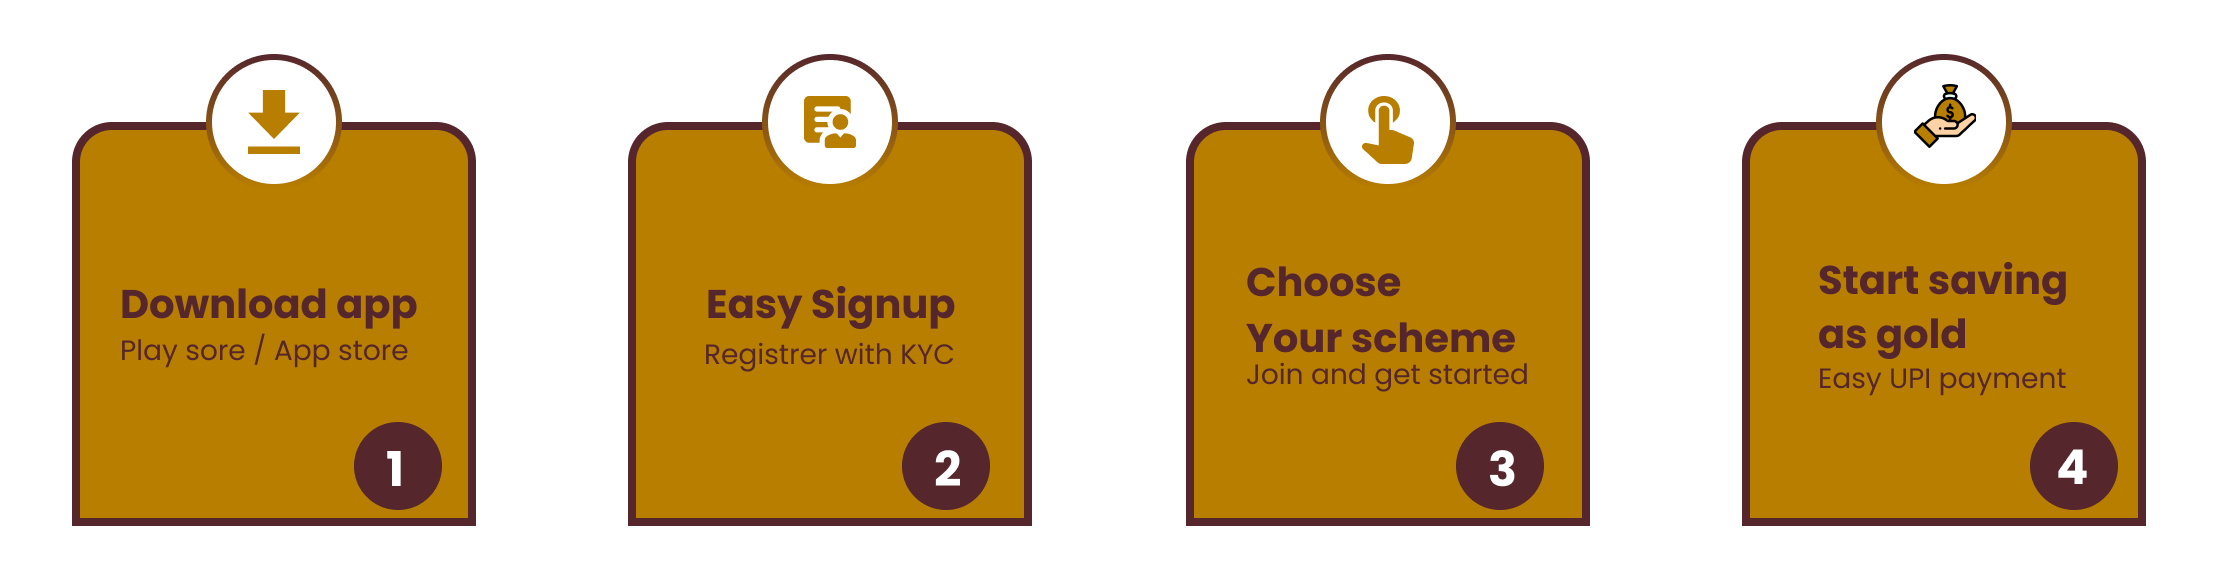 Download app
Play sore / App store
1
Easy Signup
Registrer with KYC
2
Choose
Your scheme
Join and get started
3
Start saving
as gold
Easy UPI payment
4